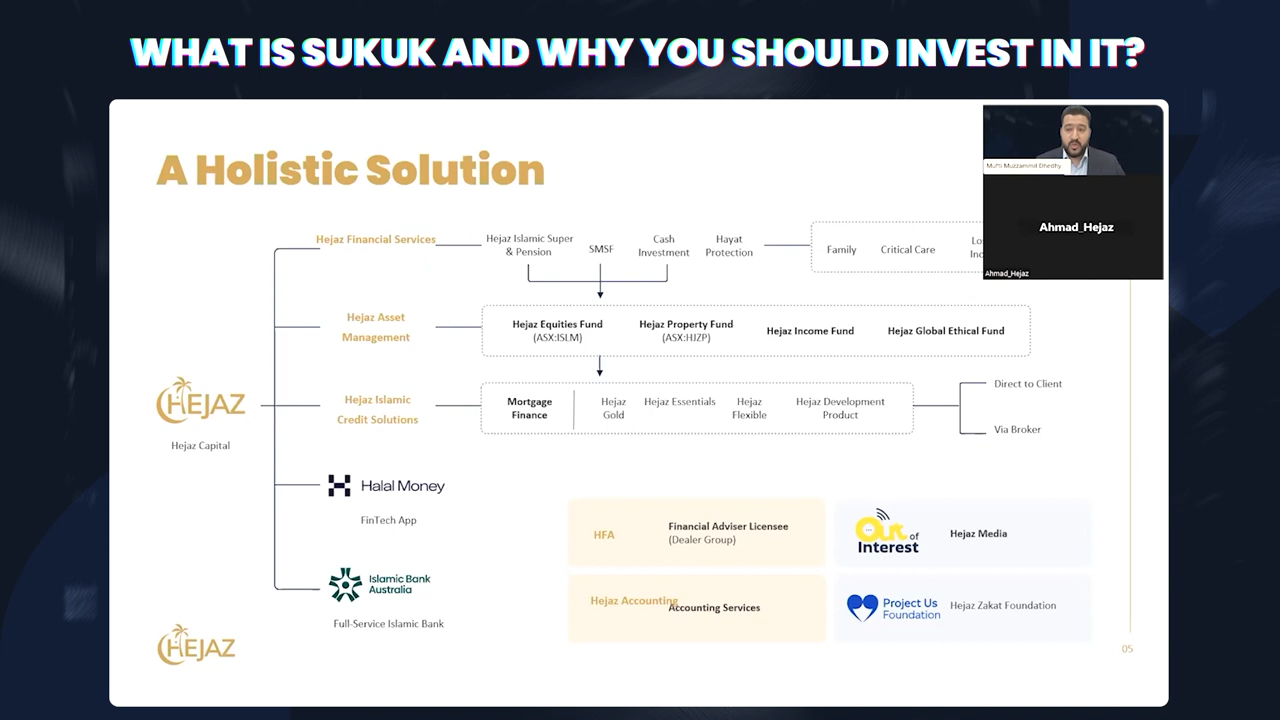 WHAT IS SUKUK AND WHY YOU SHOULD INVEST IN IT?
A Holistic Solution
Mufti Muzzammil Dhedhy
Ahmad_Hejaz
Ahmad_Hejaz
Hejaz Financial Services
Hejaz Islamic Super
& Pension
SMSF
Cash
Investment
Hayat
Protection
Family
Critical Care
Hejaz Asset
Management
Hejaz Equities Fund
(ASX:ISLM)
Hejaz Property Fund
(ASX:HJZP)
Hejaz Income Fund
Hejaz Global Ethical Fund
HEJAZ
Hejaz Capital
Hejaz Islamic
Credit Solutions
Mortgage
Finance
Hejaz
Gold
Hejaz Essentials
Hejaz
Flexible
Hejaz Development
Product
Direct to Client
Via Broker
Halal Money
FinTech App
Islamic Bank
Australia
Full-Service Islamic Bank
HFA
Financial Adviser Licensee
(Dealer Group)
Out of
Interest
Hejaz Media
Hejaz Accounting
Accounting Services
Project Us
Foundation
Hejaz Zakat Foundation
HEJAZ
05